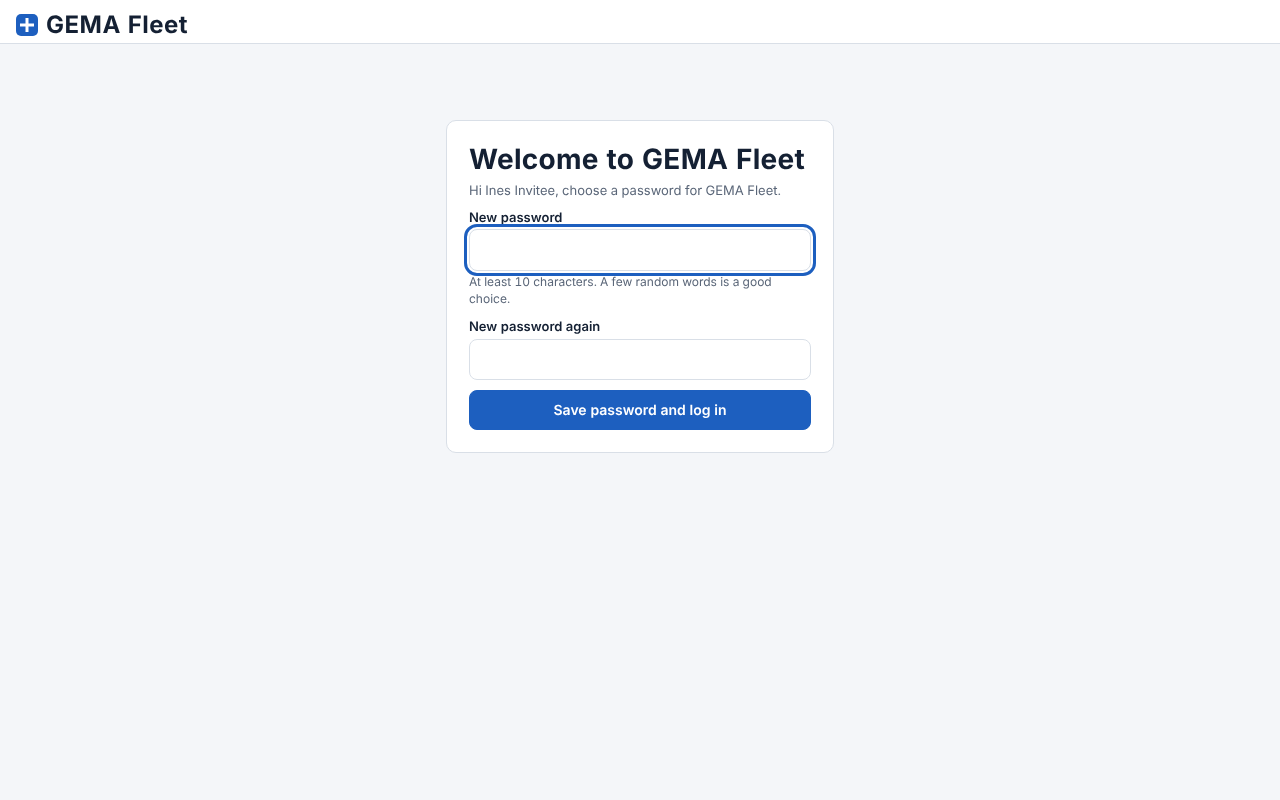 GEMA Fleet
Welcome to GEMA Fleet
Hi Ines Invitee, choose a password for GEMA Fleet.
New password
At least 10 characters. A few random words is a good
choice.
New password again
Save password and log in